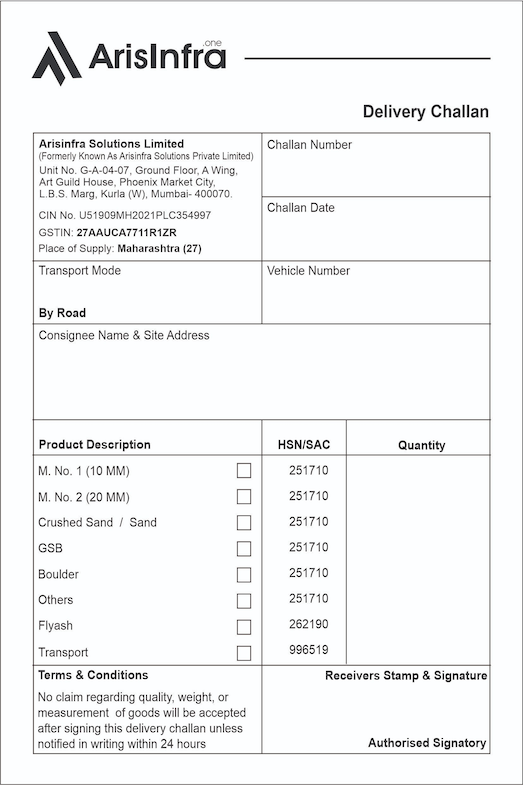 ArisInfra
.one
Delivery Challan
Arisinfra Solutions Limited
(Formerly Known As Arisinfra Solutions Private Limited)
Unit No. G-A-04-07, Ground Floor, A Wing,
Art Guild House, Phoenix Market City,
L.B.S. Marg, Kurla (W), Mumbai- 400070.
CIN No. U51909MH2021PLC354997
GSTIN: 27AAUCA7711R1ZR
Place of Supply: Maharashtra (27)
Challan Number
Challan Date
Transport Mode
By Road
Vehicle Number
Consignee Name & Site Address
Product Description HSN/SAC Quantity
M. No. 1 (10 MM) 251710
M. No. 2 (20 MM) 251710
Crushed Sand / Sand 251710
GSB 251710
Boulder 251710
Others 251710
Flyash 262190
Transport 996519
Terms & Conditions
No claim regarding quality, weight, or
measurement of goods will be accepted
after signing this delivery challan unless
notified in writing within 24 hours
Receivers Stamp & Signature
Authorised Signatory